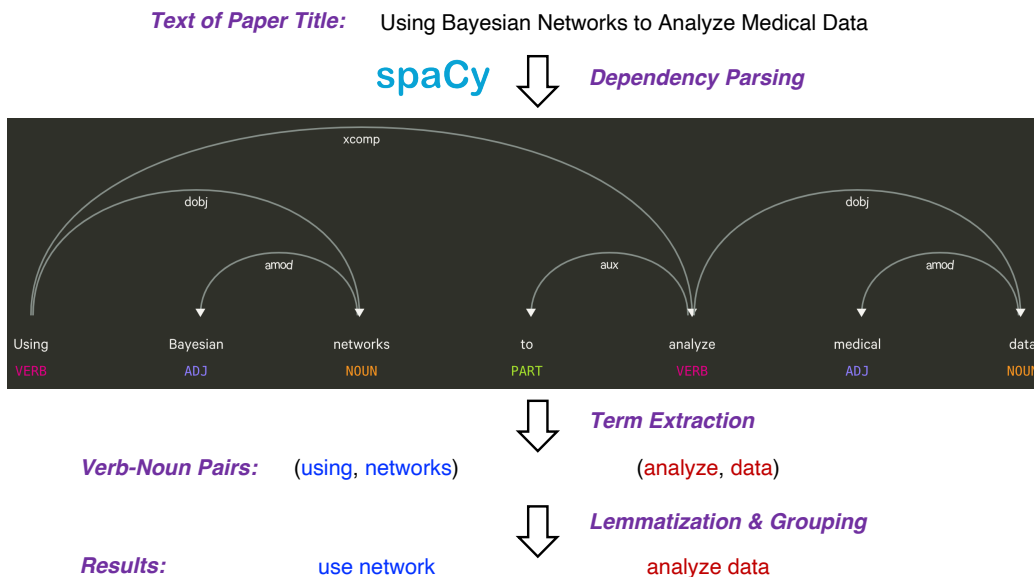 Text of Paper Title: Using Bayesian Networks to Analyze Medical Data
spaCy Dependency Parsing
xcomp
dobj dobj
amod aux amod
Using Bayesian networks to analyze medical data
VERB ADJ NOUN PART VERB ADJ NOUN
Term Extraction
Verb-Noun Pairs: (using, networks) (analyze, data)
Lemmatization & Grouping
Results: use network analyze data